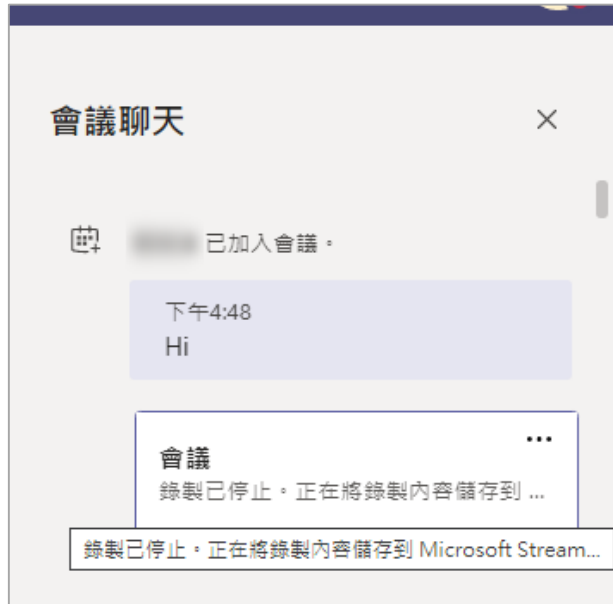 會議聊天
已加入會議。
下午4:48
Hi
會議
錄製已停止。正在將錄製內容儲存到 ...
錄製已停止。正在將錄製內容儲存到 Microsoft Stream...